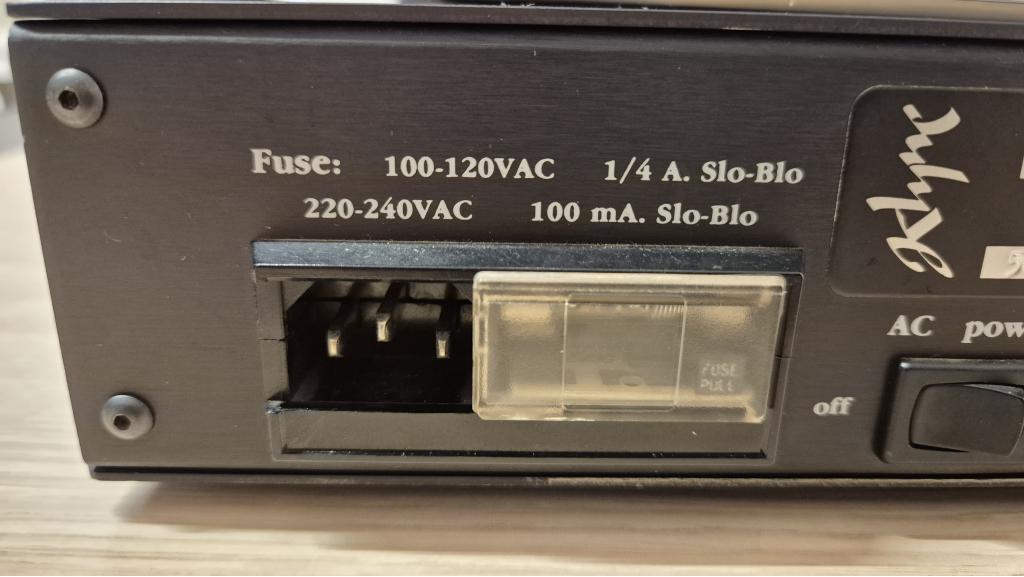 Fuse: 100-120VAC 1/4 A. Slo-Blo
220-240VAC 100 mA. Slo-Blo
FUSE
PULL
AC
off